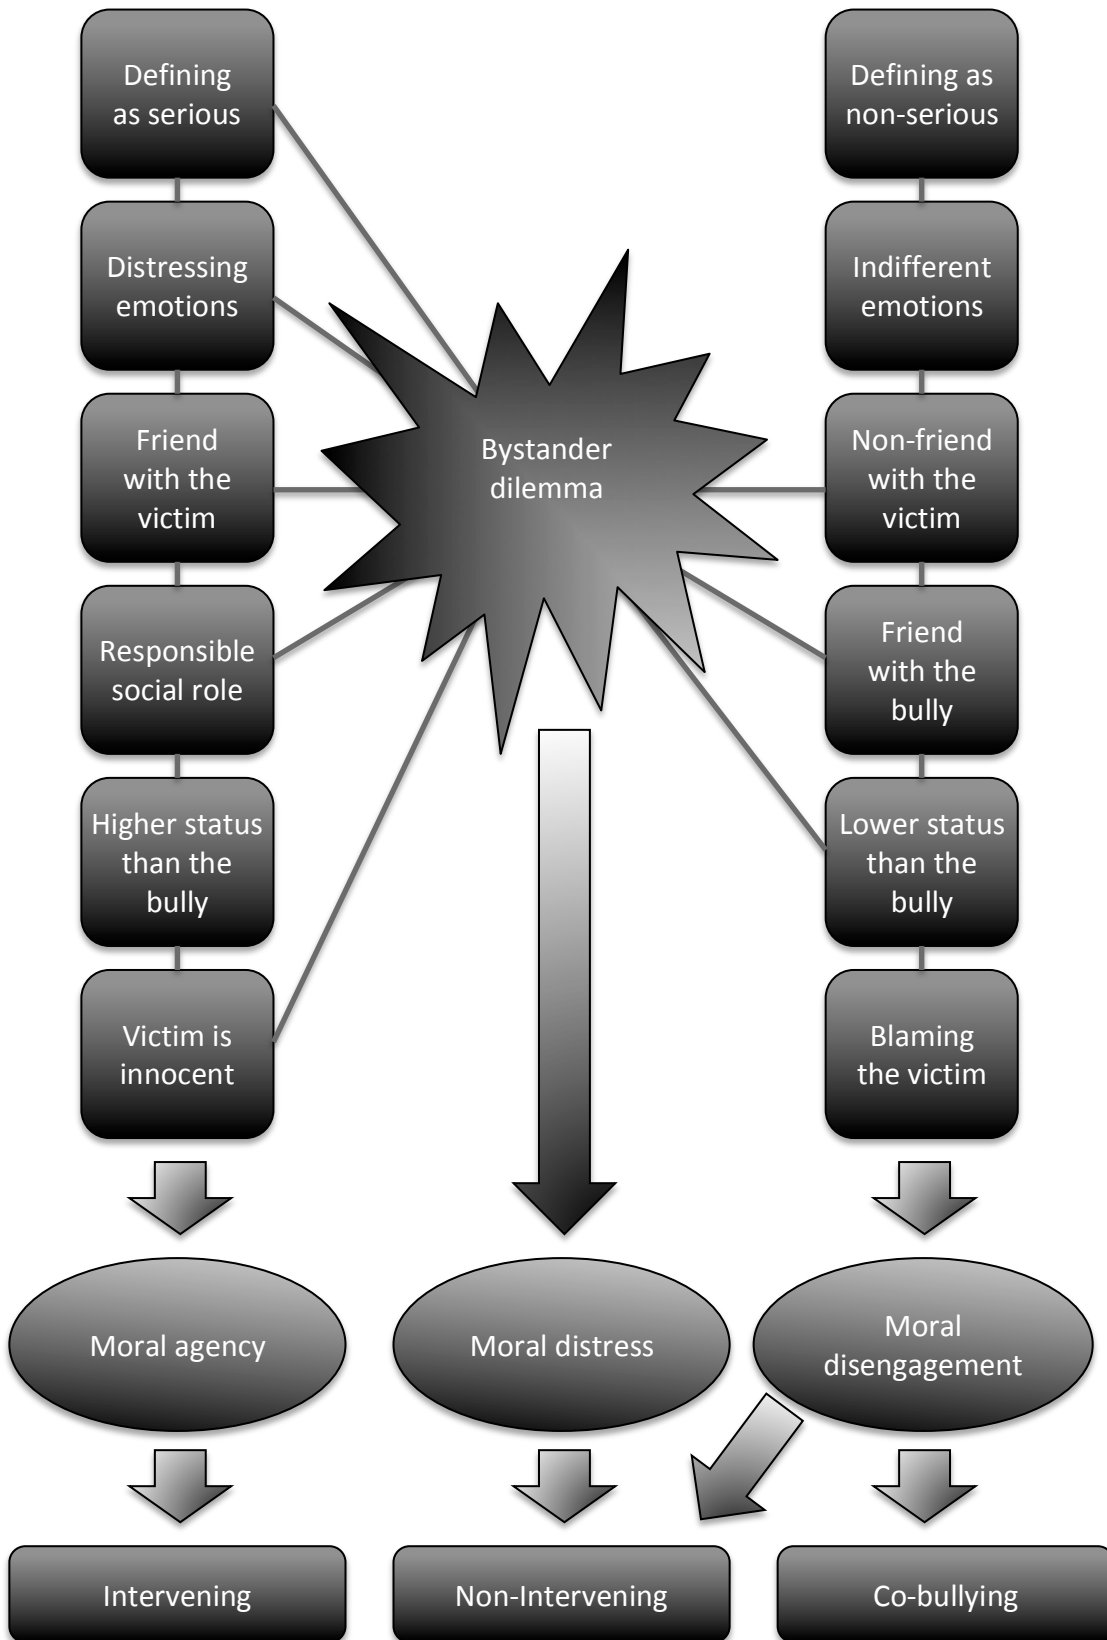 Defining
as serious
Distressing
emotions
Friend
with the
victim
Responsible
social role
Higher status
than the
bully
Victim is
innocent
Bystander
dilemma
Defining as
non-serious
Indifferent
emotions
Non-friend
with the
victim
Friend
with the
bully
Lower status
than the
bully
Blaming
the victim
Moral agency
Moral distress
Moral
disengagement
Intervening
Non-Intervening
Co-bullying